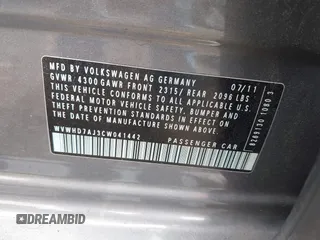 MFD BY VOLKSWAGEN AG GERMANY 07/11
GVWR 4300 GAWR FRONT 2315/ REAR 2096 LBS
THIS VEHICLE CONFORMS TO ALL APPLICABLE
FEDERAL MOTOR VEHICLE SAFETY, BUMPER AND
THEFT PREVENTION STANDARDS IN EFFECT ON
THE DATE OF MANUFACTURE SHOWN ABOVE
WVWHD7AJ3CW041442
PASSENGER CAR
DREAMBID